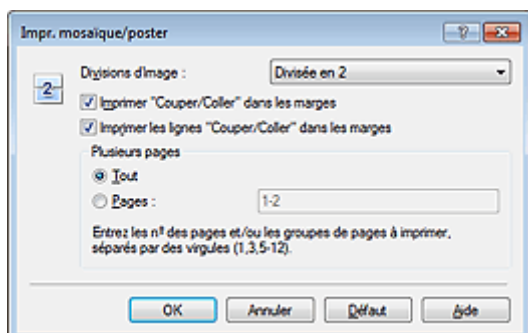 Impr. mosaïque/poster
Divisions d'Image :
Divisée en 2
2
Imprimer "Couper/Coller" dans les marges
Imprimer les lignes "Couper/Coller" dans les marges
Plusieurs pages
Tout
Pages :
1-2
Entrez les nº des pages et/ou les groupes de pages à imprimer,
séparés par des virgules (1,3,5-12).
OK
Annuler
Défaut
Aide